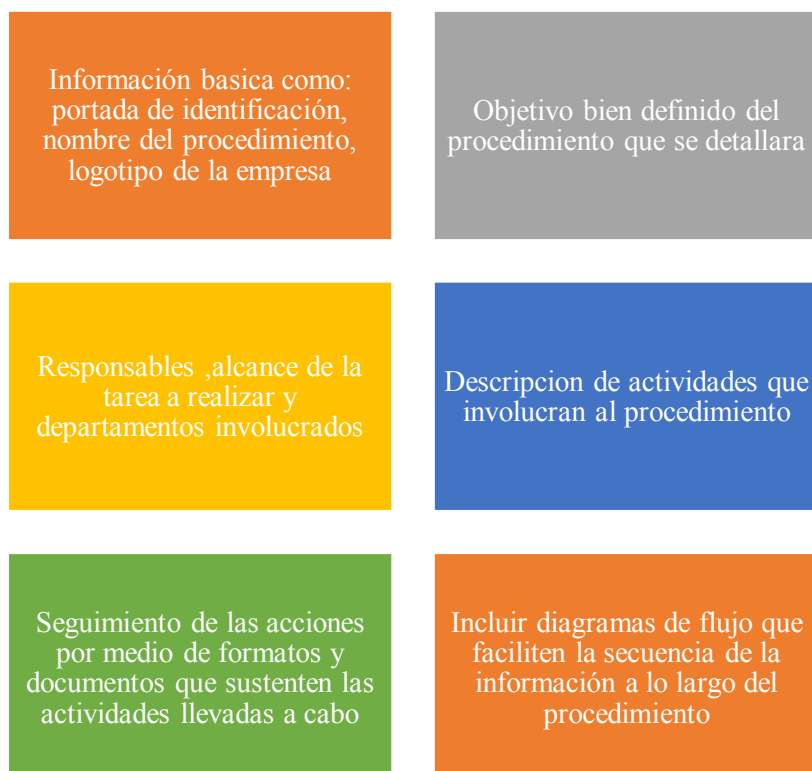 Información basica como:
portada de identificación,
nombre del procedimiento,
logotipo de la empresa
Objetivo bien definido del
procedimiento que se detallara
Responsables ,alcance de la
tarea a realizar y
departamentos involucrados
Descripcion de actividades que
involucran al procedimiento
Seguimiento de las acciones
por medio de formatos y
documentos que sustenten las
actividades llevadas a cabo
Incluir diagramas de flujo que
faciliten la secuencia de la
información a lo largo del
procedimiento